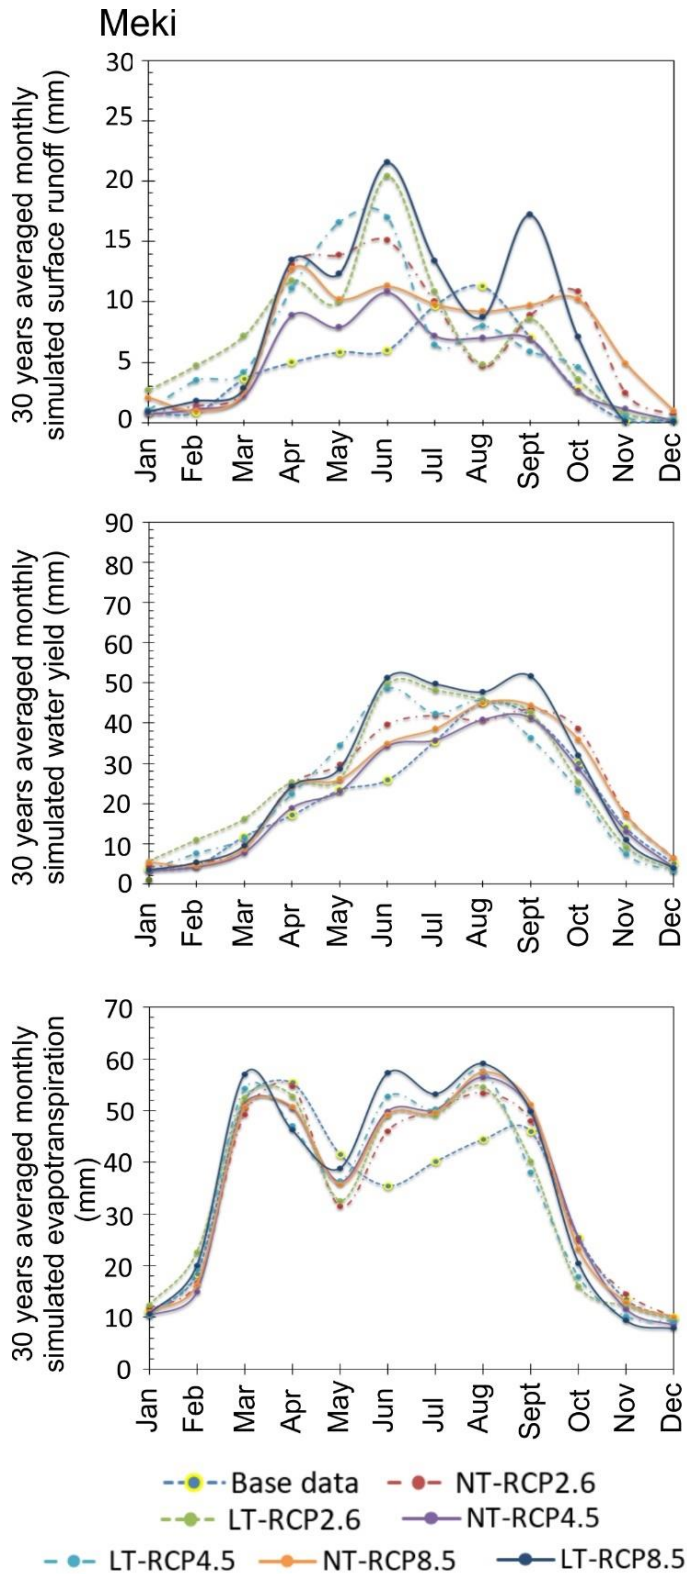 Meki
30 years averaged monthly
simulated surface runoff (mm)
30
25
20
15
10
5
0
Jan Feb Mar Apr May Jun Jul Aug Sept Oct Nov Dec
30 years averaged monthly
simulated water yield (mm)
90
80
70
60
50
40
30
20
10
0
Jan Feb Mar Apr May Jun Jul Aug Sept Oct Nov Dec
30 years averaged monthly
simulated evapotranspiration
(mm)
70
60
50
40
30
20
10
0
Jan Feb Mar Apr May Jun Jul Aug Sept Oct Nov Dec
Base data NT-RCP2.6
LT-RCP2.6 NT-RCP4.5
LT-RCP4.5 NT-RCP8.5 LT-RCP8.5